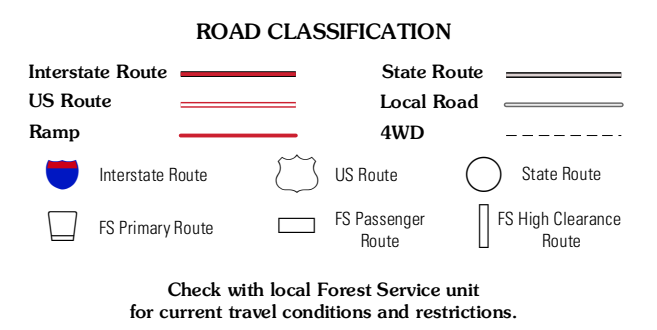 ROAD CLASSIFICATION
Interstate Route
State Route
US Route
Local Road
Ramp
4WD
Interstate Route
US Route
State Route
FS Primary Route
FS Passenger
Route
FS High Clearance
Route
Check with local Forest Service unit
for current travel conditions and restrictions.